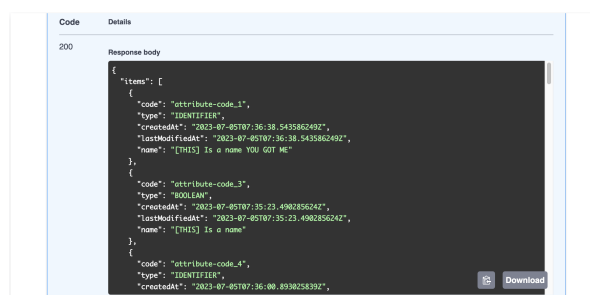 Code Details
200
Response body
{
  "items": [
    {
      "code": "attribute-code_1",
      "type": "IDENTIFIER",
      "createdAt": "2023-07-05T07:36:38.543586249Z",
      "lastModifiedAt": "2023-07-05T07:36:38.543586249Z",
      "name": "[THIS] Is a name YOU GOT ME"
    },
    {
      "code": "attribute-code_3",
      "type": "BOOLEAN",
      "createdAt": "2023-07-05T07:35:23.490285624Z",
      "lastModifiedAt": "2023-07-05T07:35:23.490285624Z",
      "name": "[THIS] Is a name"
    },
    {
      "code": "attribute-code_4",
      "type": "IDENTIFIER",
      "createdAt": "2023-07-05T07:36:00.893025839Z",
Download